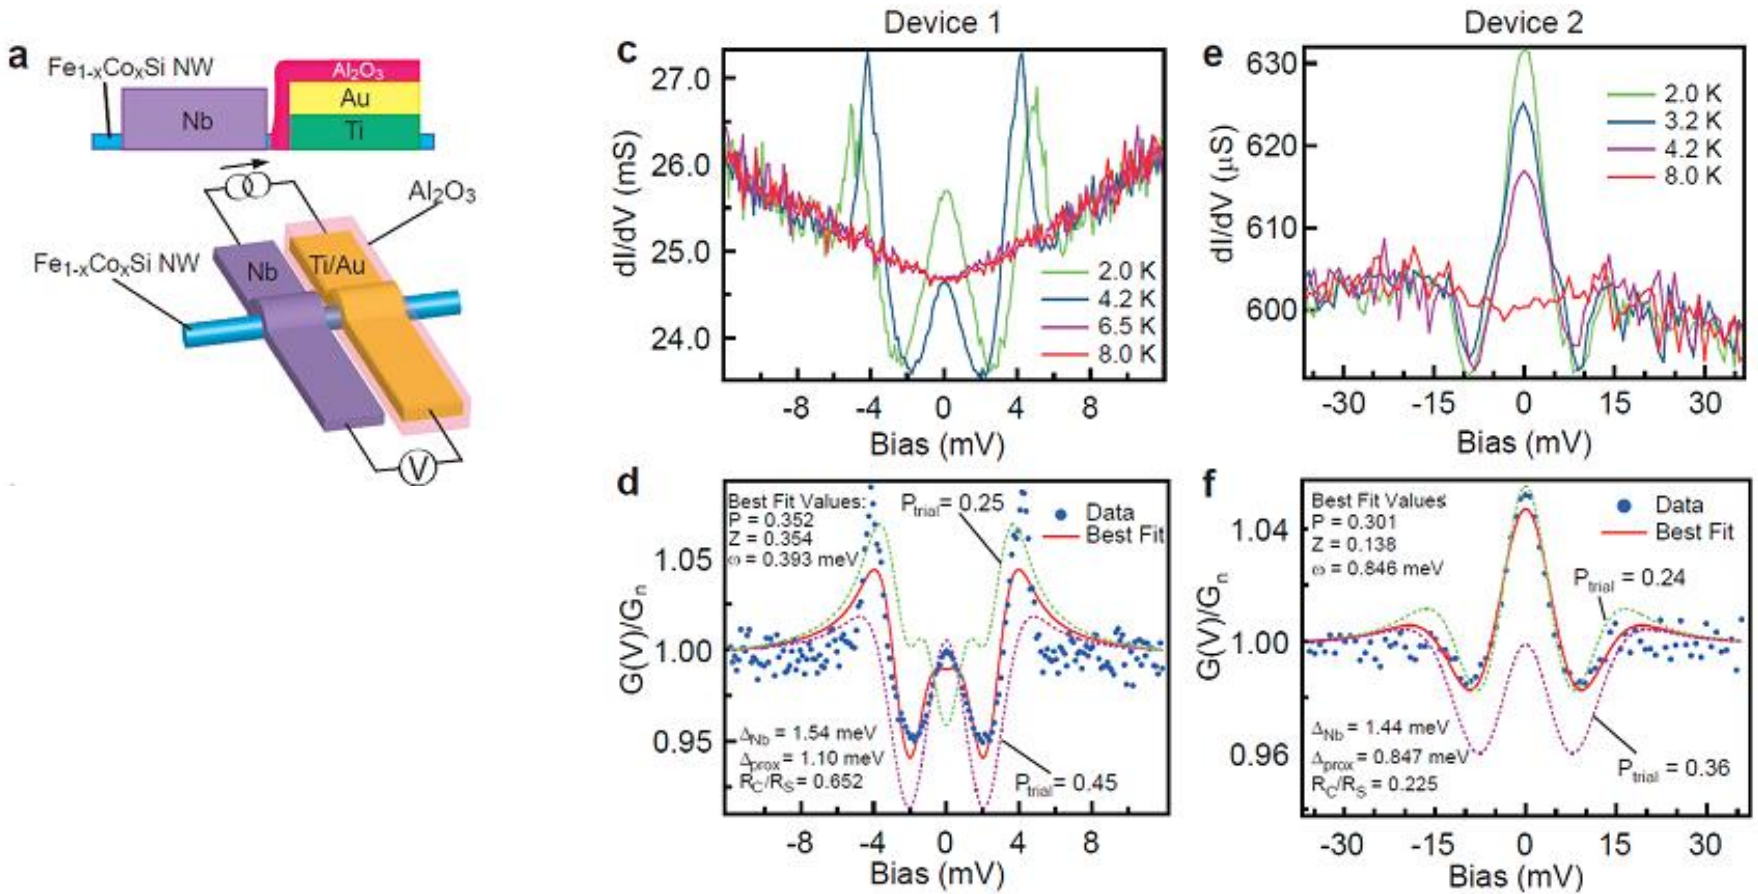 a
Fe1-xCoxSi NW
Al2O3
Au
Ti
Nb
Al2O3
Fe1-xCoxSi NW
Nb
Ti/Au
V
Device 1
c
27.0
26.0
25.0
24.0
dI/dV (mS)
2.0 K
4.2 K
6.5 K
8.0 K
-8 -4 0 4 8
Bias (mV)
d
Best Fit Values:
P = 0.352
Z = 0.354
ω = 0.393 meV
Ptrial= 0.25
Data
Best Fit
1.05
1.00
0.95
G(V)/Gn
ΔNb = 1.54 meV
Δprox = 1.10 meV
RC/RS = 0.652
Ptrial= 0.45
-8 -4 0 4 8
Bias (mV)
Device 2
e
630
620
610
600
dI/dV (μS)
2.0 K
3.2 K
4.2 K
8.0 K
-30 -15 0 15 30
Bias (mV)
f
Best Fit Values
P = 0.301
Z = 0.138
ω = 0.846 meV
Data
Best Fit
Ptrial = 0.24
1.04
1.00
0.96
G(V)/Gn
ΔNb = 1.44 meV
Δprox = 0.847 meV
RC/RS = 0.225
Ptrial = 0.36
-30 -15 0 15 30
Bias (mV)